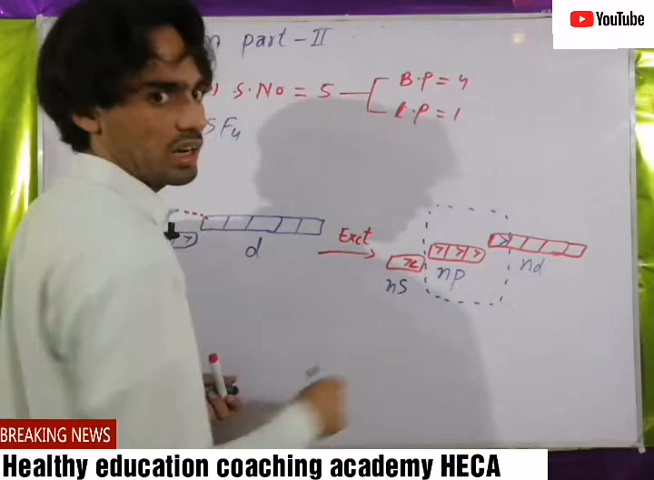 YouTube
n part - II
) S.No = 5
B.P = 4
L.P = 1
SF4
d
Exct
ns
np
nd
BREAKING NEWS
Healthy education coaching academy HECA